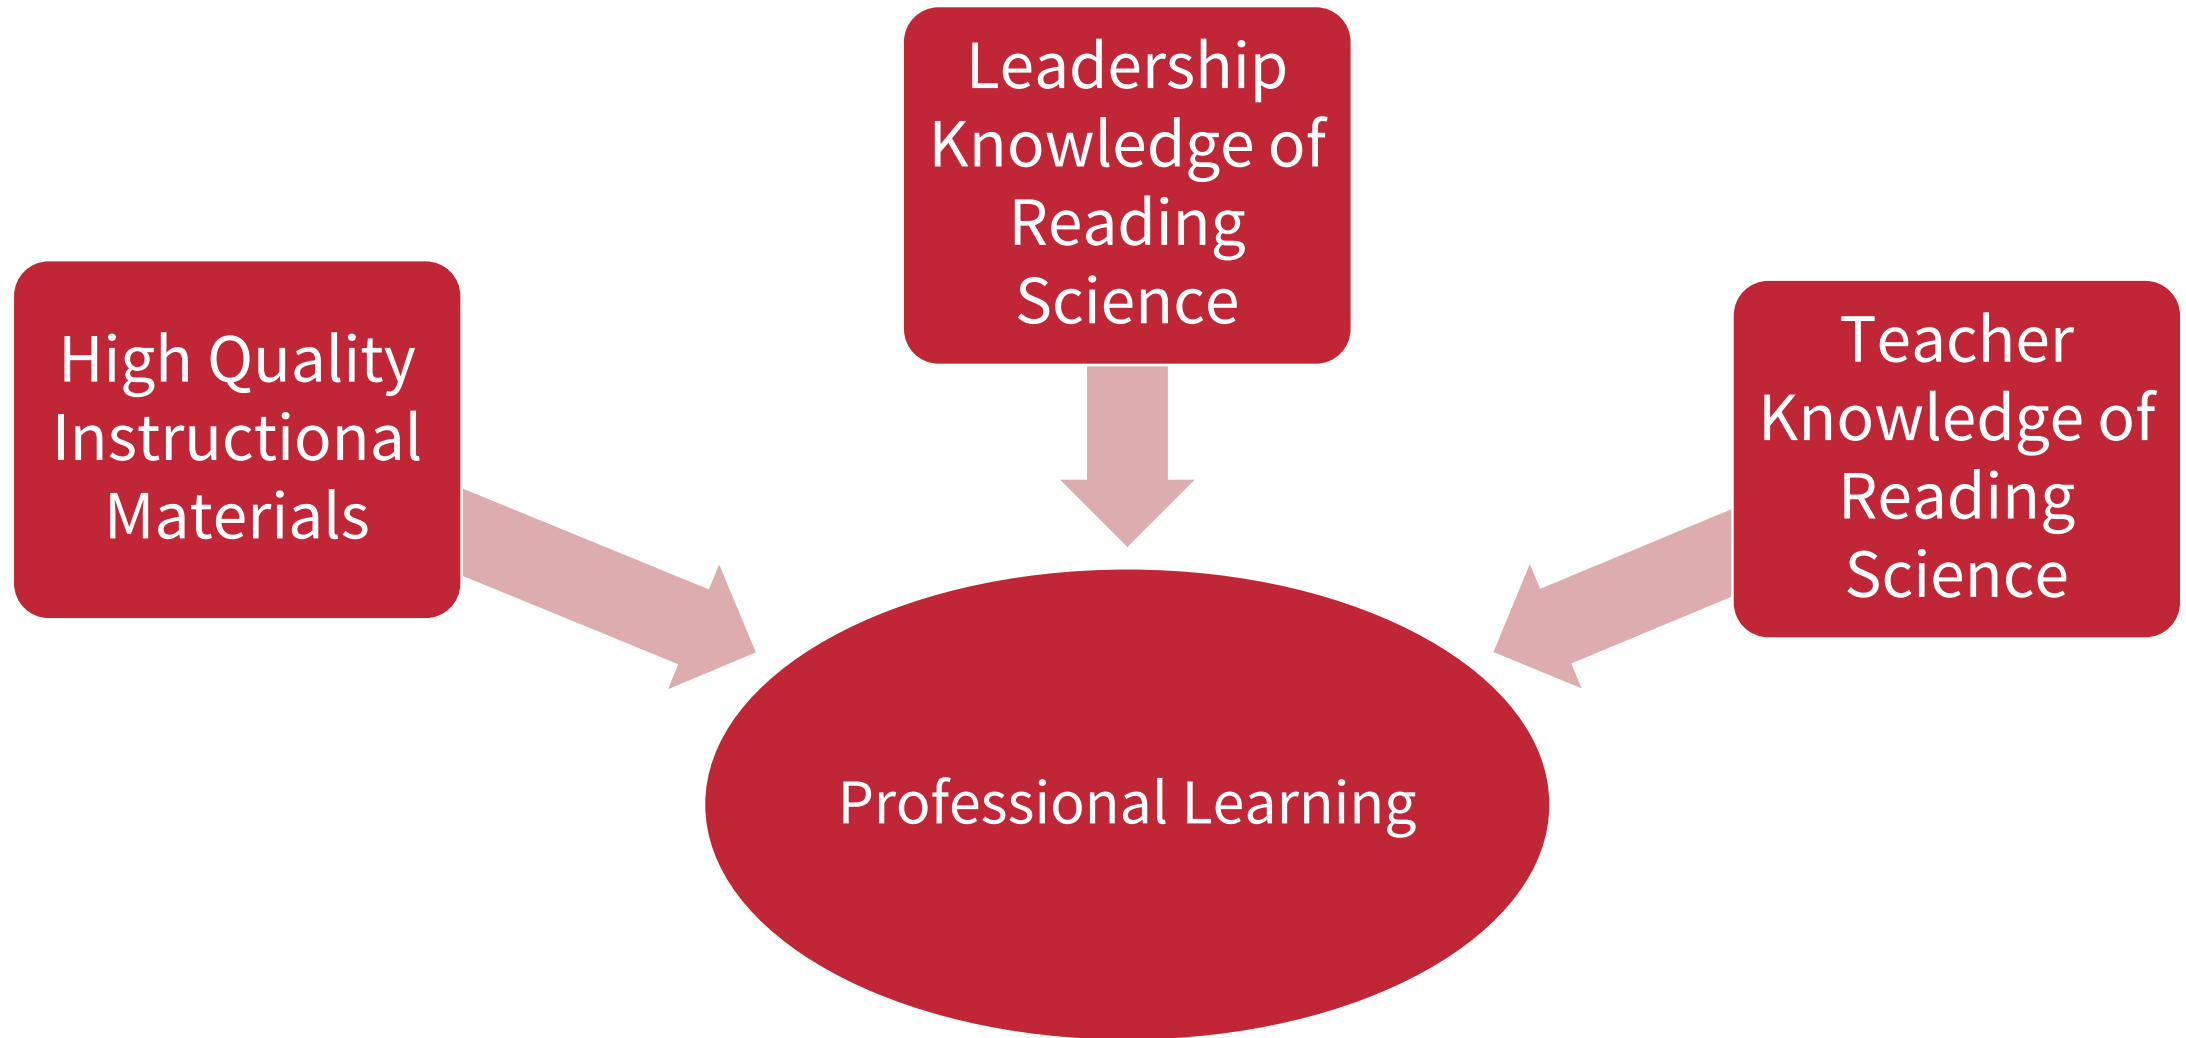 Leadership
Knowledge of
Reading
Science
High Quality
Instructional
Materials
Teacher
Knowledge of
Reading
Science
Professional Learning